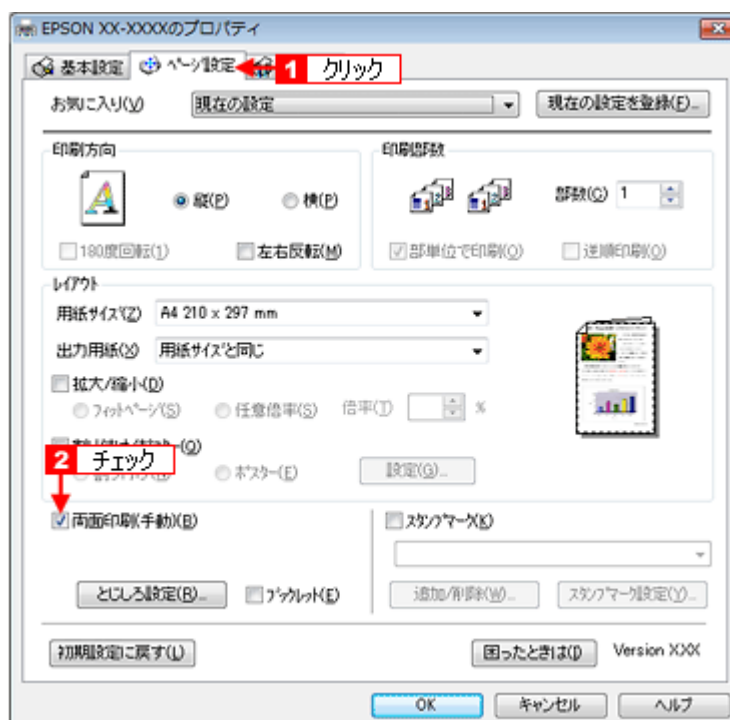 EPSON XX-XXXXのプロパティ
基本設定 ページ設定 1 クリック
お気に入り(V) 現在の設定 現在の設定を登録(F)...
印刷方向 印刷部数
縦(P) 横(P) 部数(C) 1
180度回転(1) 左右反転(M) 部単位で印刷(O) 逆順印刷(O)
レイアウト
用紙サイズ(Z) A4 210 x 297 mm
出力用紙(X) 用紙サイズと同じ
拡大/縮小(D)
フィットページ(S) 任意倍率(S) 倍率(T) %
(Q)
2 チェック
ポスター(E) 設定(G)...
両面印刷(手動)(B) スタンプマーク(K)
とじしろ設定(R)... ブックレット(E) 追加/削除(W)... スタンプマーク設定(Y)...
初期設定に戻す(L) 困ったときは(I) Version X.XX
OK キャンセル ヘルプ